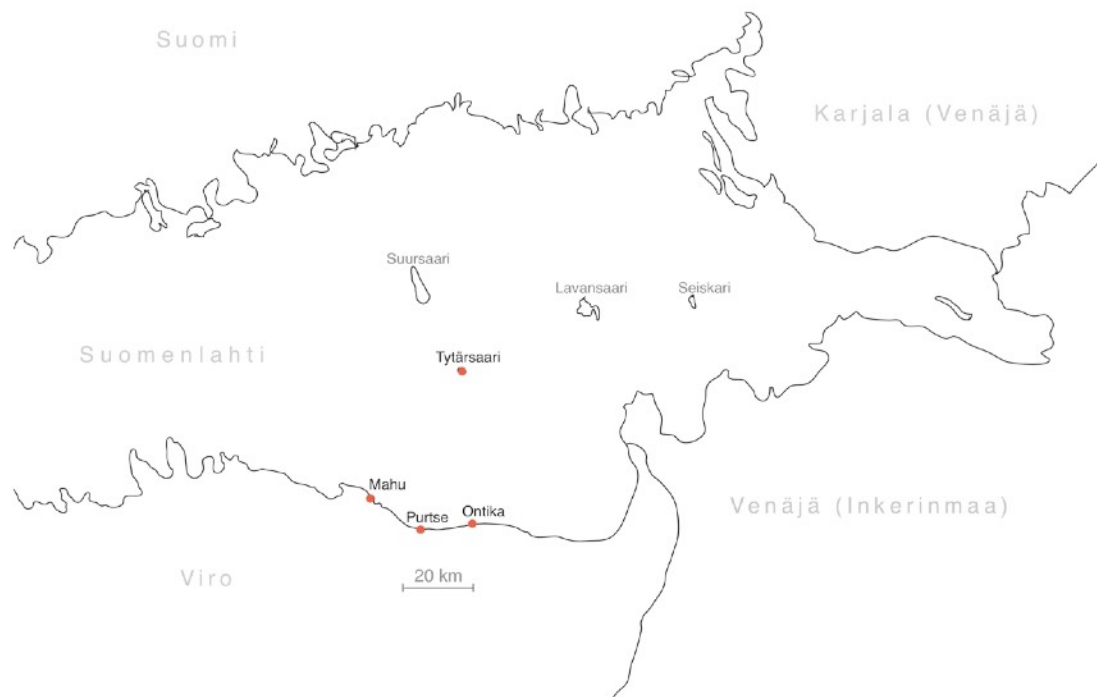 Suomi
Karjala (Venäjä)
Suursaari
Lavansaari
Seiskari
Suomenlahti
Tytärsaari
Mahu
Purtse
Ontika
Venäjä (Inkerinmaa)
Viro
20 km